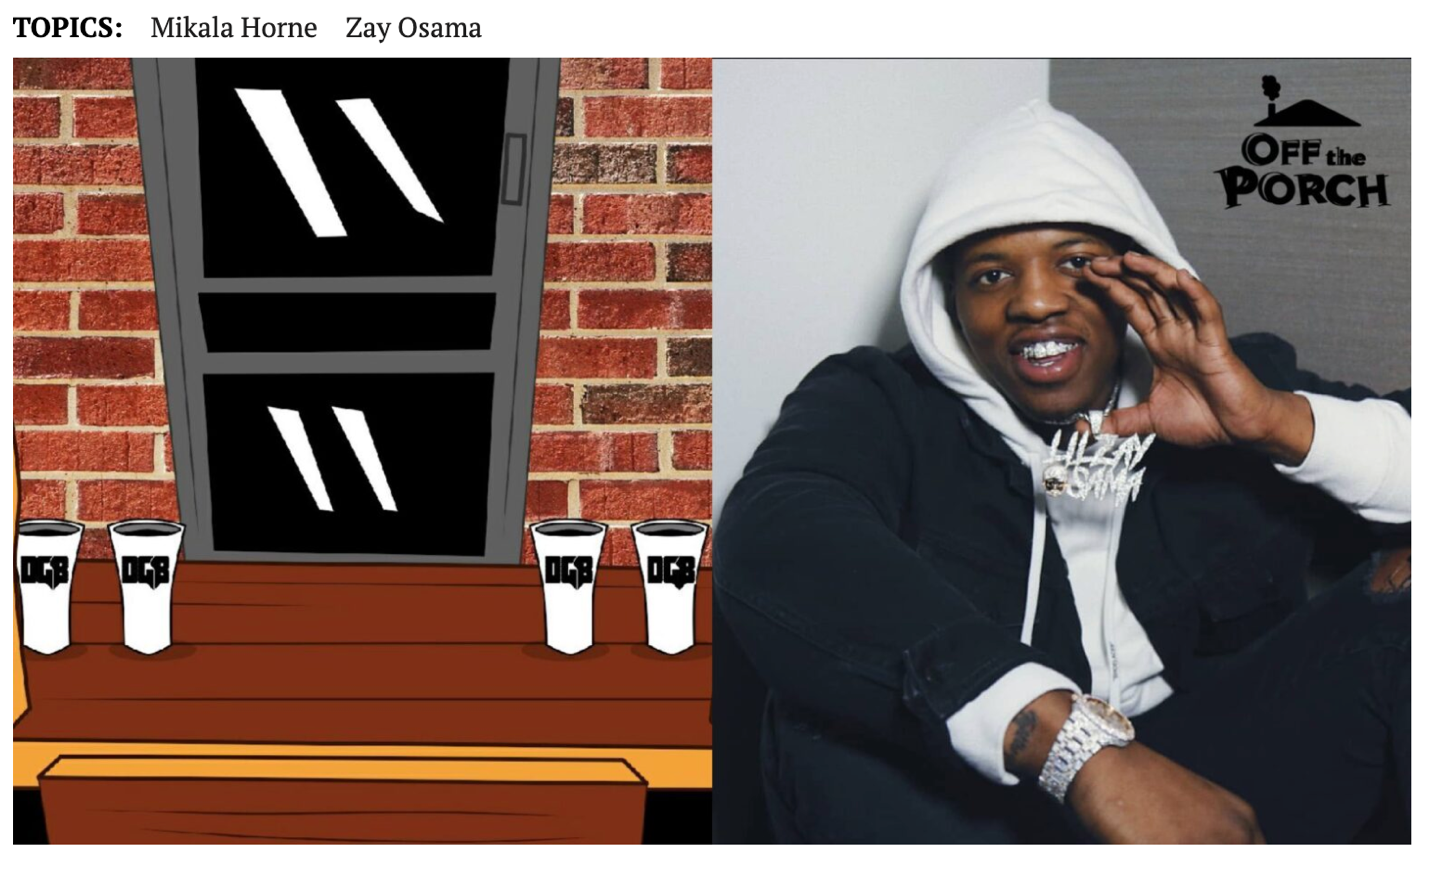 TOPICS: Mikala Horne Zay Osama
OFF the
PORCH
LIL ZAY
OSAMA
DGB
DGB
DGB
DGB